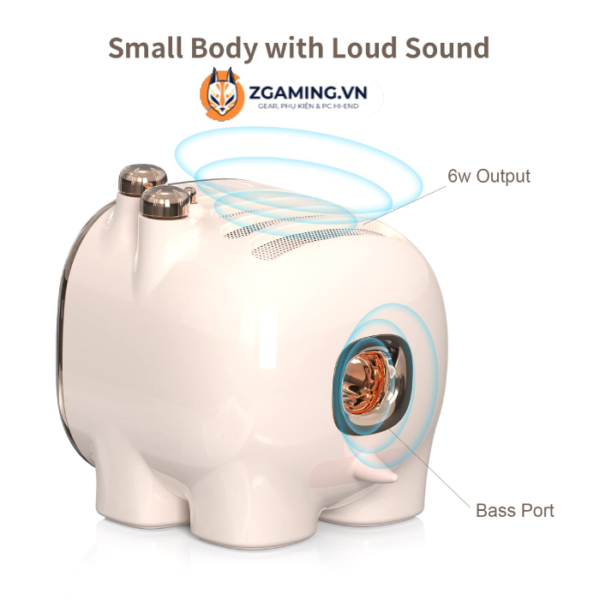 Small Body with Loud Sound
ZGAMING.VN
GEAR, PHỤ KIỆN & PC HI-END
6w Output
Bass Port